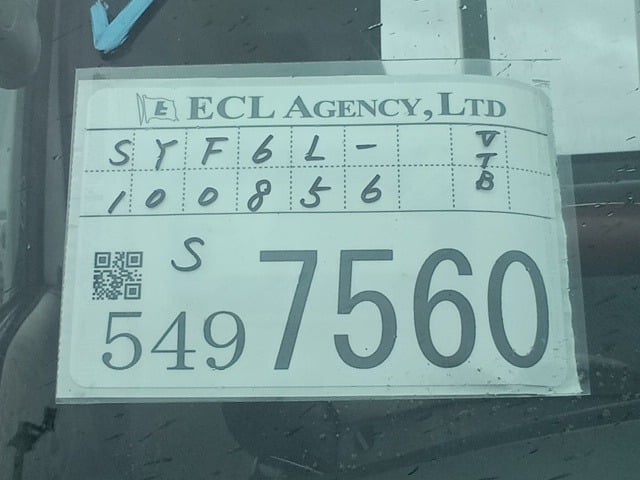 E ECL AGENCY, LTD
SYF6L- VTB
100856
S
549 7560